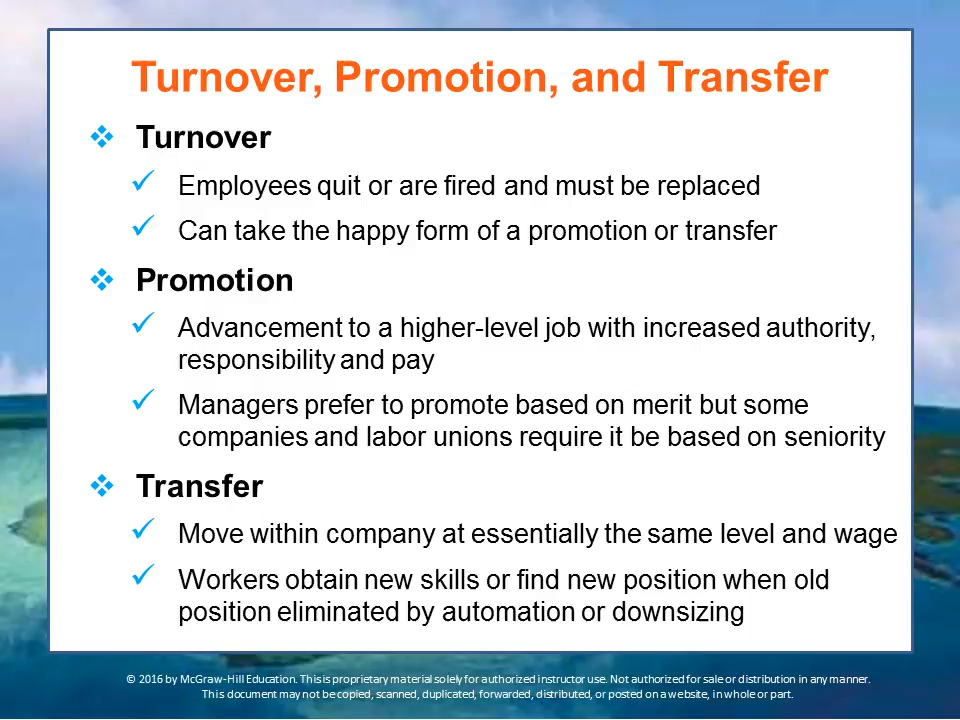 Turnover, Promotion, and Transfer
Turnover
Employees quit or are fired and must be replaced
Can take the happy form of a promotion or transfer
Promotion
Advancement to a higher-level job with increased authority,
responsibility and pay
Managers prefer to promote based on merit but some
companies and labor unions require it be based on seniority
Transfer
Move within company at essentially the same level and wage
Workers obtain new skills or find new position when old
position eliminated by automation or downsizing
© 2016 by McGraw-Hill Education. This is proprietary material solely for authorized instructor use. Not authorized for sale or distribution in any manner.
This document may not be copied, scanned, duplicated, forwarded, distributed, or posted on a website, in whole or part.